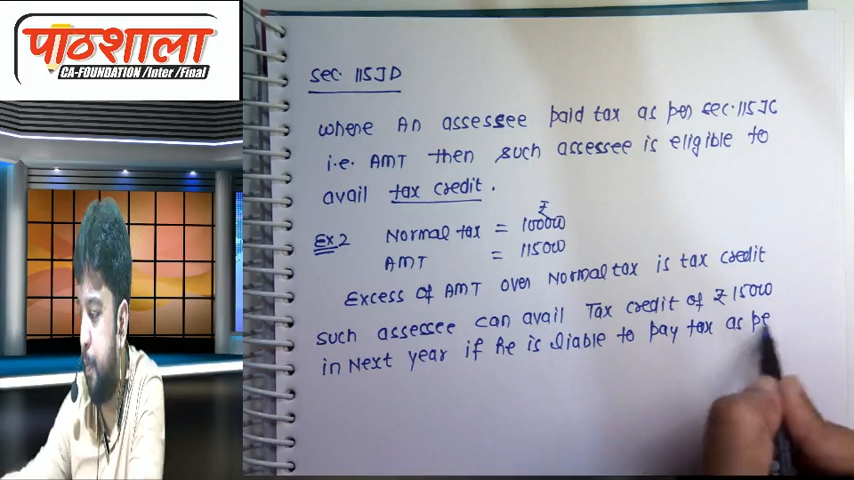 पाठशाला
CA-FOUNDATION /Inter /Final
Sec. 115JD
where An assessee paid tax as per sec. 115JC
i.e. AMT then such assessee is eligible to
avail tax credit.
₹
Ex 2 Normal tax = 100000
AMT = 115000
Excess of AMT over Normal tax is tax credit
such assessee can avail Tax credit of ₹ 15000
in Next year if he is liable to pay tax as pe